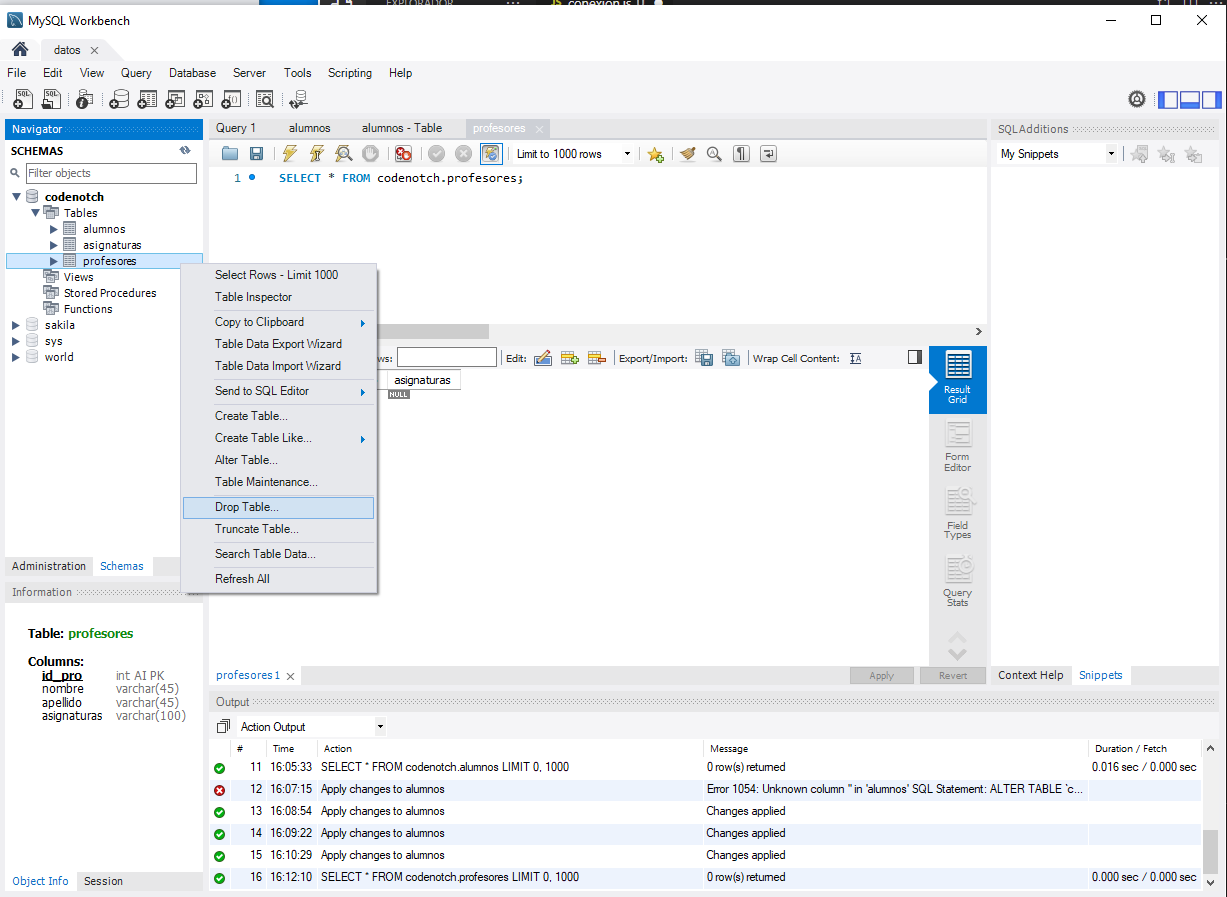 EXPLORADOR
conexion.js
MySQL Workbench
datos
File Edit View Query Database Server Tools Scripting Help
Navigator
SCHEMAS
Filter objects
codenotch
Tables
alumnos
asignaturas
profesores
Views
Stored Procedures
Functions
sakila
sys
world
Administration Schemas
Information
Table: profesores
Columns:
id_pro int AI PK
nombre varchar(45)
apellido varchar(45)
asignaturas varchar(100)
Object Info Session
Select Rows - Limit 1000
Table Inspector
Copy to Clipboard
Table Data Export Wizard
Table Data Import Wizard
Send to SQL Editor
Create Table...
Create Table Like...
Alter Table...
Table Maintenance...
Drop Table...
Truncate Table...
Search Table Data...
Refresh All
Query 1 alumnos alumnos - Table profesores
Limit to 1000 rows
1 SELECT * FROM codenotch.profesores;
Edit: Export/Import: Wrap Cell Content:
asignaturas
NULL
Result Grid
Form Editor
Field Types
Query Stats
profesores 1
Apply Revert
SQLAdditions
My Snippets
Context Help Snippets
Output
Action Output
# Time Action Message Duration / Fetch
11 16:05:33 SELECT * FROM codenotch.alumnos LIMIT 0, 1000 0 row(s) returned 0.016 sec / 0.000 sec
12 16:07:15 Apply changes to alumnos Error 1054: Unknown column '' in 'alumnos' SQL Statement: ALTER TABLE `c...
13 16:08:54 Apply changes to alumnos Changes applied
14 16:09:22 Apply changes to alumnos Changes applied
15 16:10:29 Apply changes to alumnos Changes applied
16 16:12:10 SELECT * FROM codenotch.profesores LIMIT 0, 1000 0 row(s) returned 0.000 sec / 0.000 sec